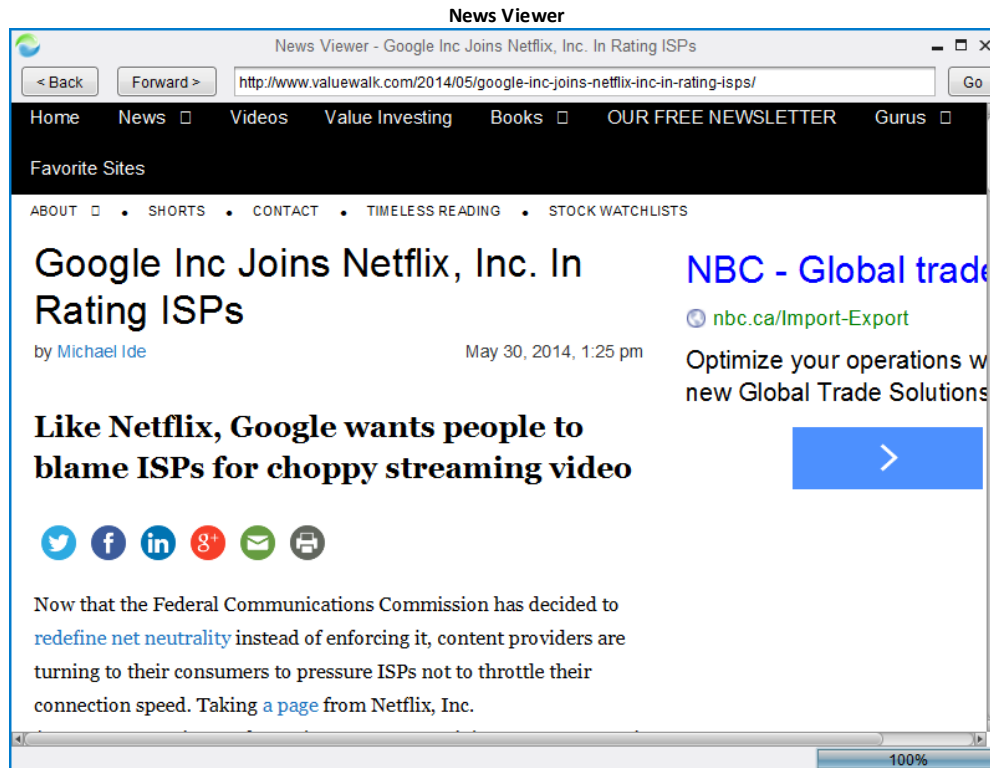 News Viewer
News Viewer - Google Inc Joins Netflix, Inc. In Rating ISPs
< Back Forward > http://www.valuewalk.com/2014/05/google-inc-joins-netflix-inc-in-rating-isps/ Go
Home News Videos Value Investing Books OUR FREE NEWSLETTER Gurus
Favorite Sites
ABOUT • SHORTS • CONTACT • TIMELESS READING • STOCK WATCHLISTS
Google Inc Joins Netflix, Inc. In
Rating ISPs
by Michael Ide May 30, 2014, 1:25 pm
Like Netflix, Google wants people to
blame ISPs for choppy streaming video
Now that the Federal Communications Commission has decided to
redefine net neutrality instead of enforcing it, content providers are
turning to their consumers to pressure ISPs not to throttle their
connection speed. Taking a page from Netflix, Inc.
NBC - Global trade
nbc.ca/Import-Export
Optimize your operations w
new Global Trade Solutions
100%